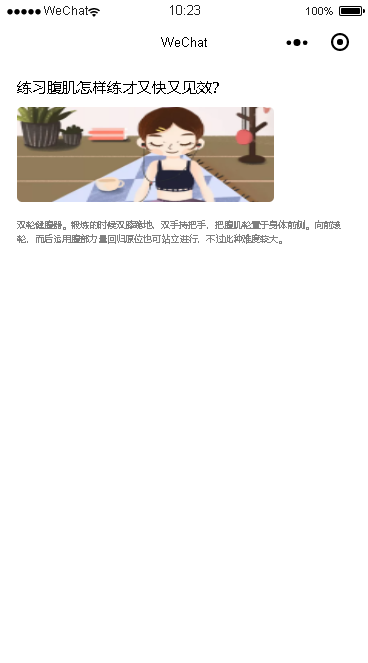 WeChat 10:23 100%
WeChat
练习腹肌怎样练才又快又见效?
双轮健腹器。锻炼的时候双膝跪地，双手持把手，把腹肌轮置于身体前侧。向前滚
轮，而后运用腹部力量回归原位也可站立进行，不过此种难度较大。